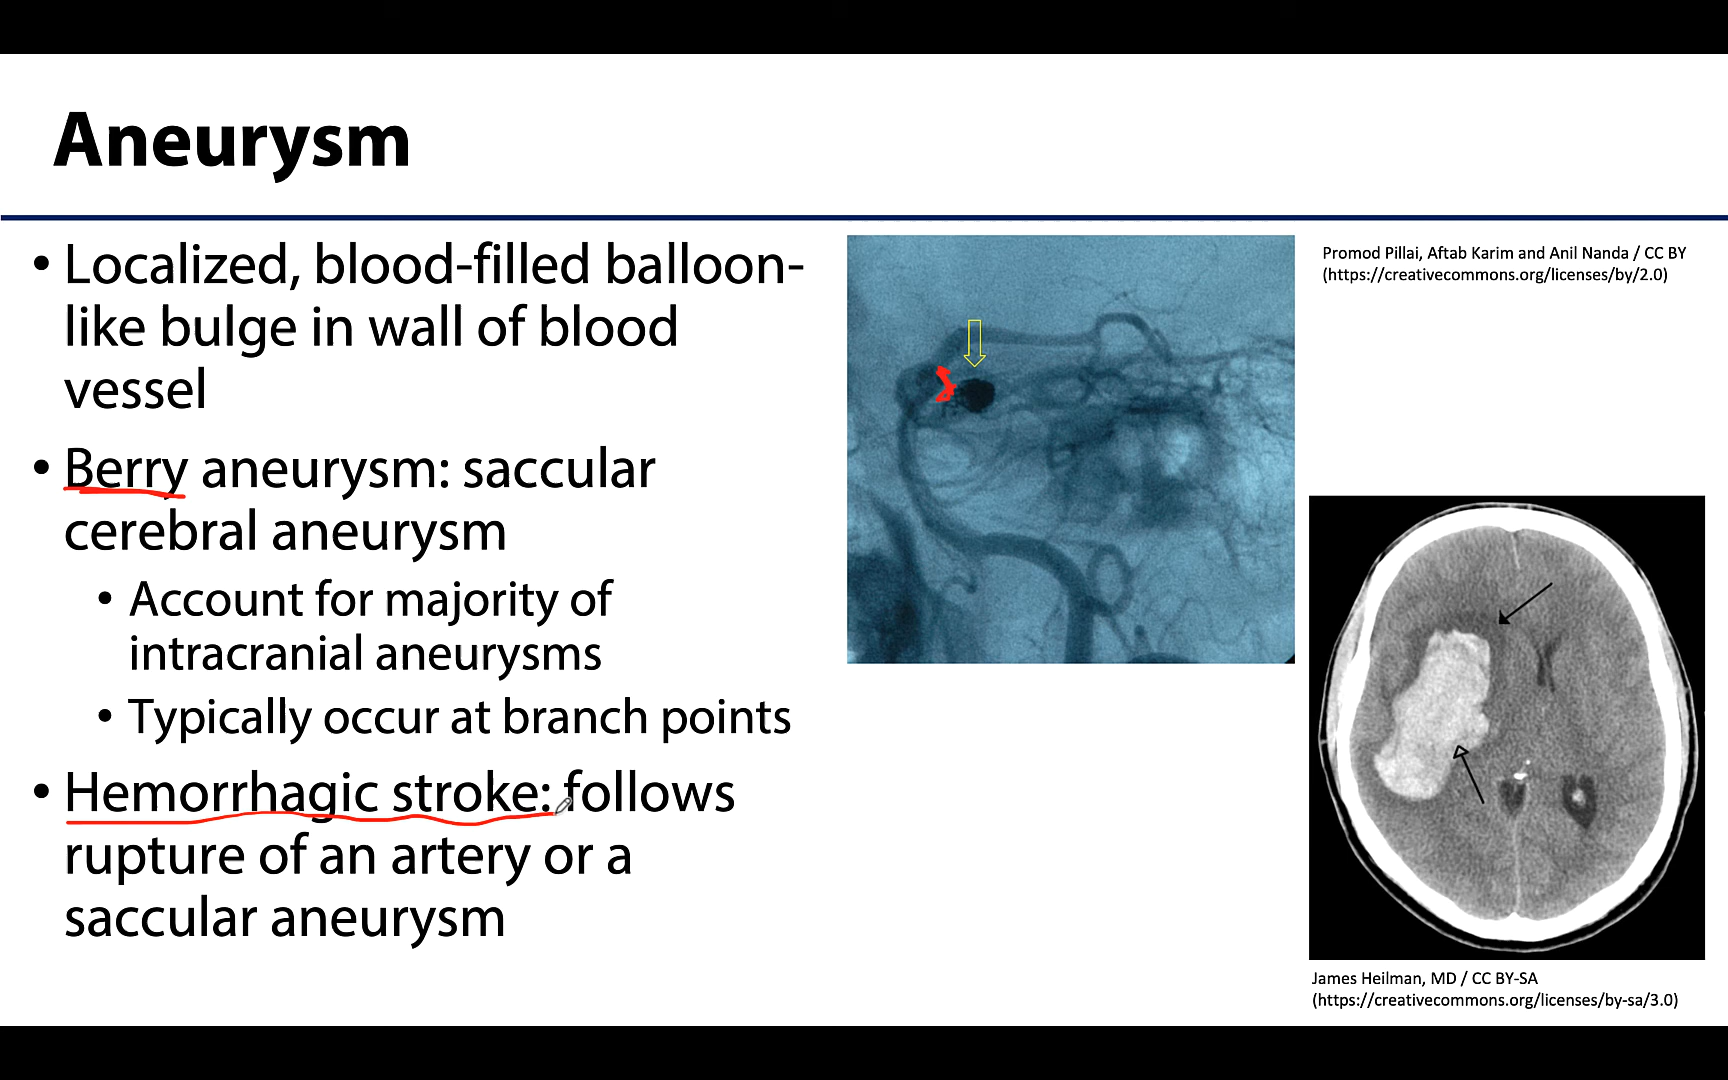 Aneurysm
• Localized, blood-filled balloon-
like bulge in wall of blood
vessel
• Berry aneurysm: saccular
cerebral aneurysm
• Account for majority of
intracranial aneurysms
• Typically occur at branch points
• Hemorrhagic stroke: follows
rupture of an artery or a
saccular aneurysm
Promod Pillai, Aftab Karim and Anil Nanda / CC BY
(https://creativecommons.org/licenses/by/2.0)
James Heilman, MD / CC BY-SA
(https://creativecommons.org/licenses/by-sa/3.0)